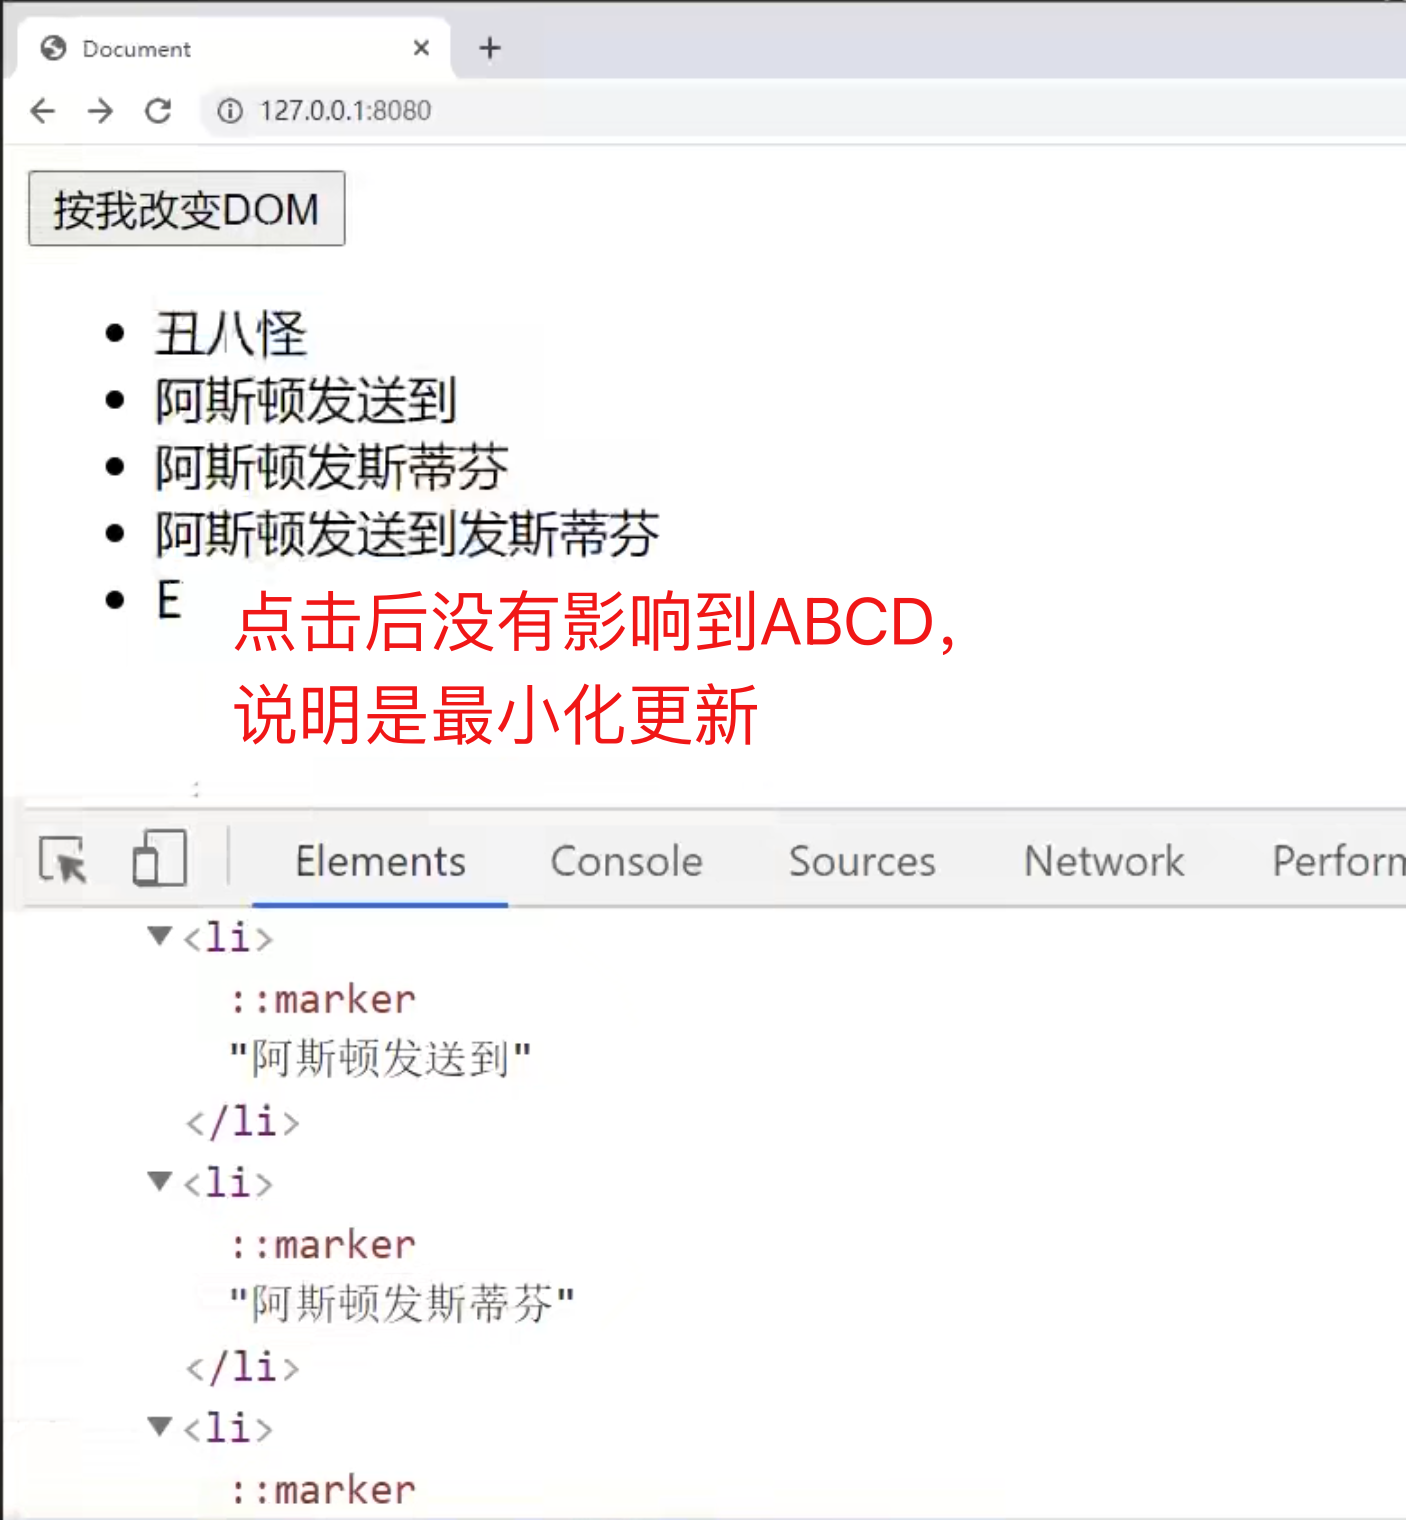 Document
127.0.0.1:8080
按我改变DOM
丑八怪
阿斯顿发送到
阿斯顿发斯蒂芬
阿斯顿发送到发斯蒂芬
E
点击后没有影响到ABCD,
说明是最小化更新
Elements Console Sources Network Perform
<li>
::marker
"阿斯顿发送到"
</li>
<li>
::marker
"阿斯顿发斯蒂芬"
</li>
<li>
::marker